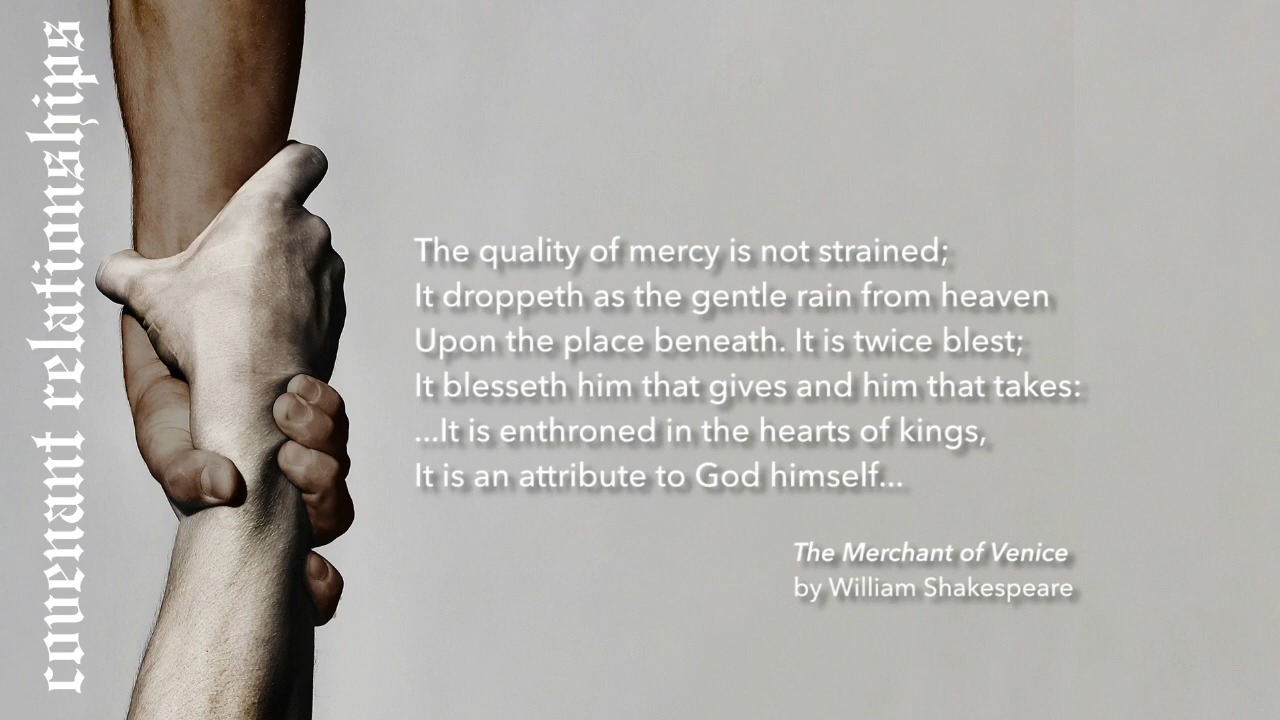 covenant relationships
The quality of mercy is not strained;
It droppeth as the gentle rain from heaven
Upon the place beneath. It is twice blest;
It blesseth him that gives and him that takes:
...It is enthroned in the hearts of kings,
It is an attribute to God himself...
The Merchant of Venice
by William Shakespeare